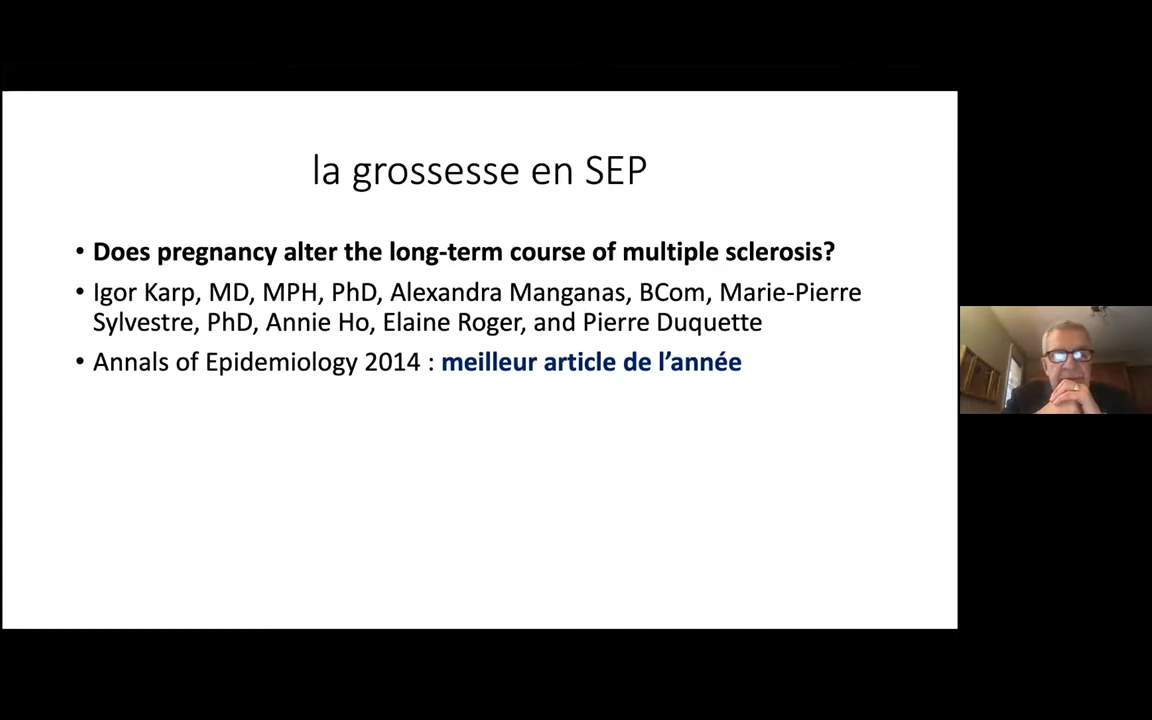 la grossesse en SEP
• Does pregnancy alter the long-term course of multiple sclerosis?
• Igor Karp, MD, MPH, PhD, Alexandra Manganas, BCom, Marie-Pierre
Sylvestre, PhD, Annie Ho, Elaine Roger, and Pierre Duquette
• Annals of Epidemiology 2014 : meilleur article de l’année